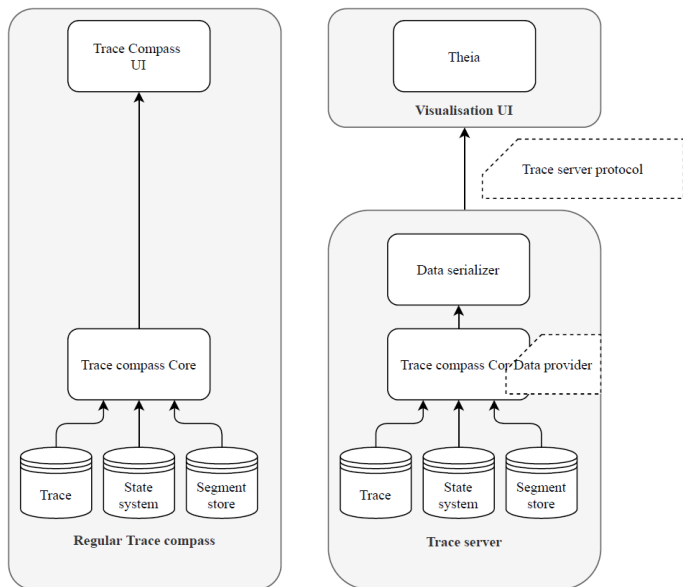 Trace Compass
UI
Trace compass Core
Trace
State
system
Segment
store
Regular Trace compass
Theia
Visualisation UI
Trace server protocol
Data serializer
Trace compass Cor
Data provider
Trace
State
system
Segment
store
Trace server